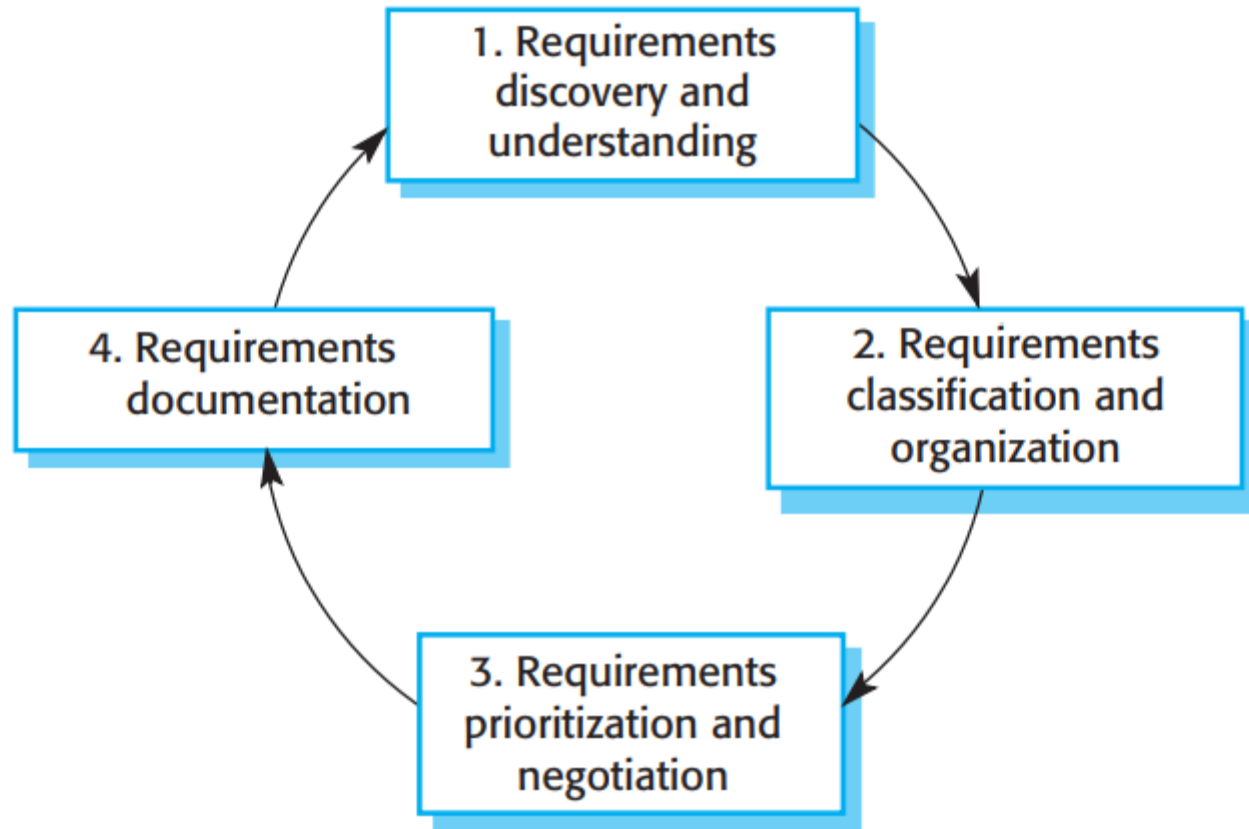 1. Requirements
discovery and
understanding
2. Requirements
classification and
organization
3. Requirements
prioritization and
negotiation
4. Requirements
documentation